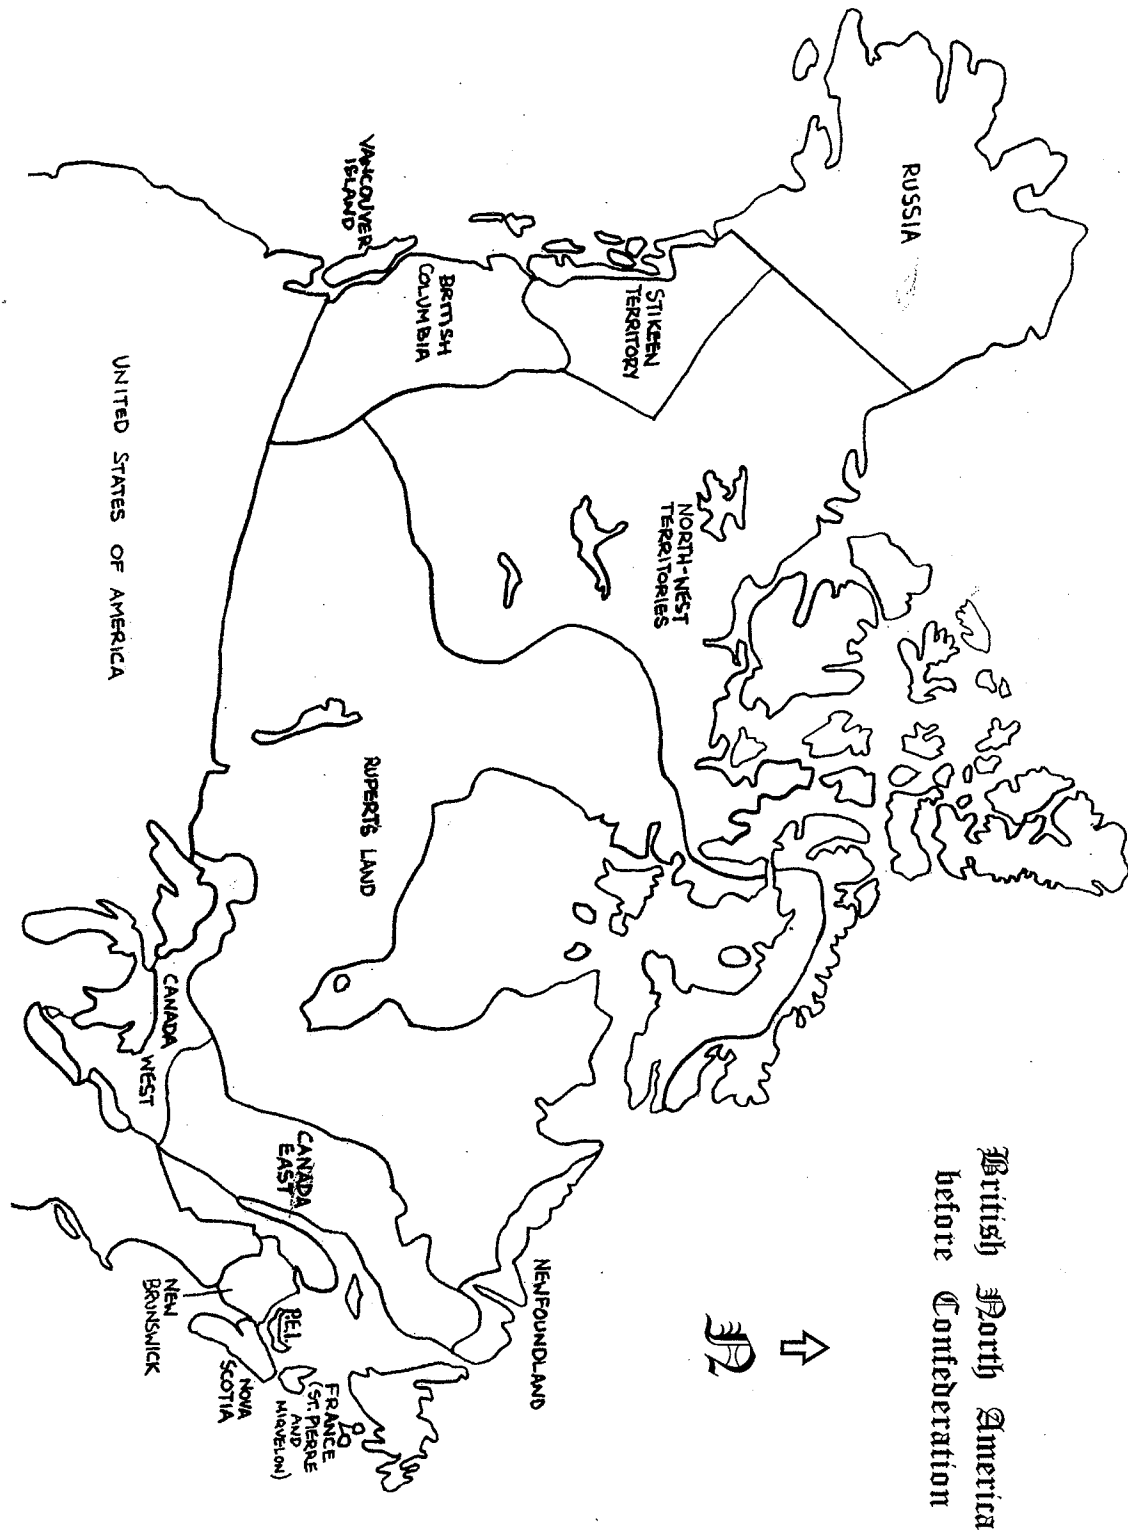 British North America
before Confederation
N
RUSSIA
STIKEEN
TERRITORY
NORTH-WEST
TERRITORIES
BRITISH
COLUMBIA
VANCOUVER
ISLAND
RUPERT'S LAND
UNITED STATES OF AMERICA
CANADA
WEST
CANADA
EAST
NEWFOUNDLAND
NEW
BRUNSWICK
P.E.I.
NOVA
SCOTIA
FRANCE
(ST. PIERRE
AND
MIQUELON)